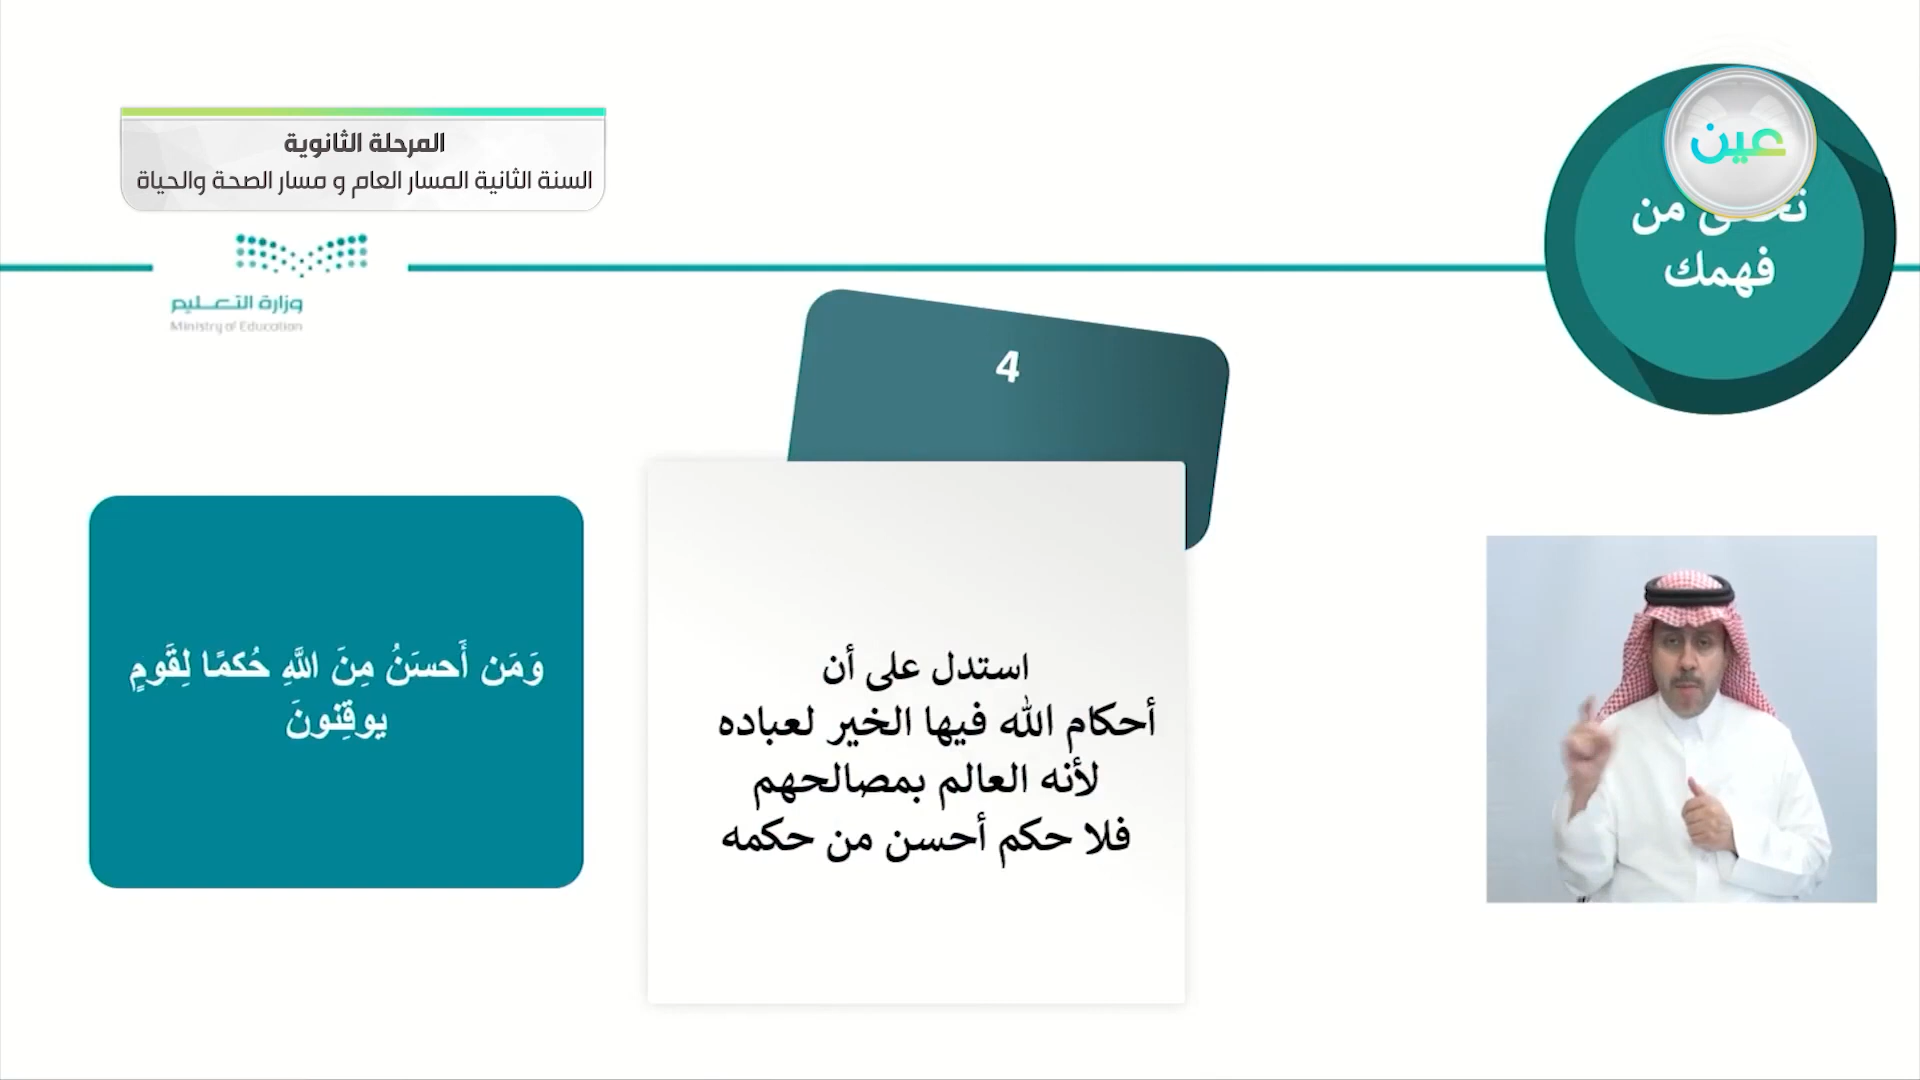 المرحلة الثانوية
السنة الثانية المسار العام و مسار الصحة والحياة
عين
من
فهمك
وزارة التعليم
Ministry of Education
4
استدل على أن
أحكام الله فيها الخير لعباده
لأنه العالم بمصالحهم
فلا حكم أحسن من حكمه
وَمَن أَحسَنُ مِنَ اللَّهِ حُكمًا لِقَومٍ
يوقِنونَ